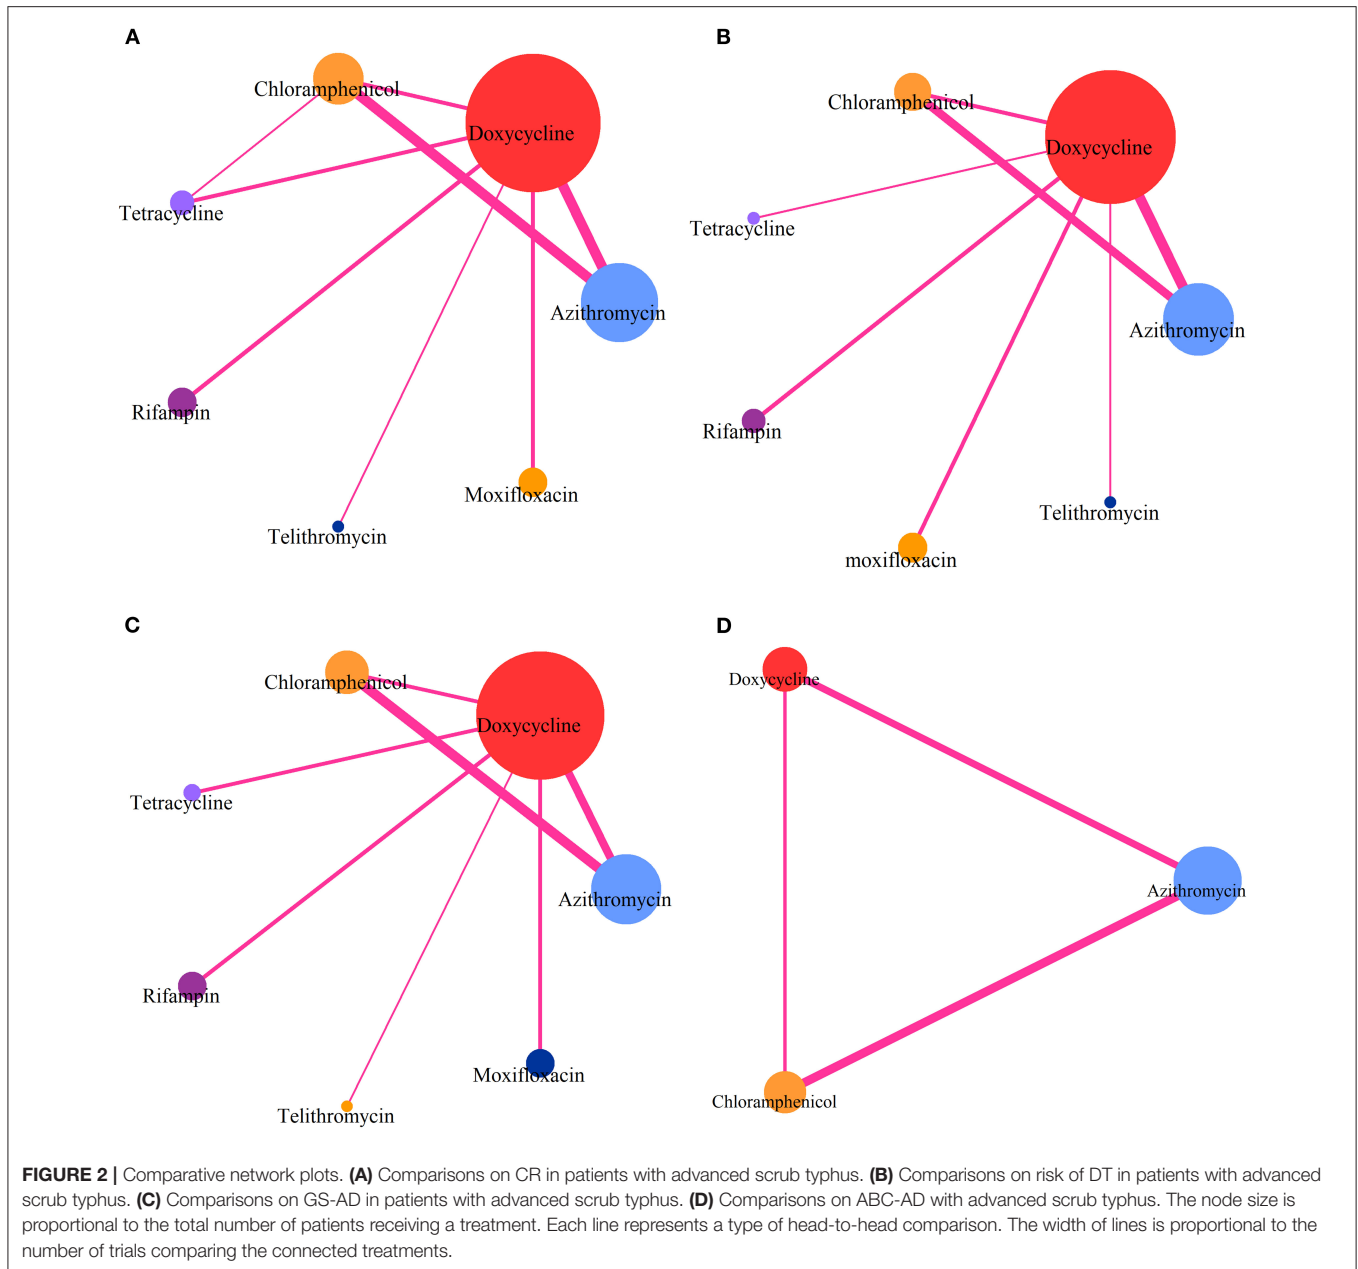 A
Chloramphenicol
Doxycycline
Tetracycline
Azithromycin
Rifampin
Moxifloxacin
Telithromycin
B
Chloramphenicol
Doxycycline
Tetracycline
Azithromycin
Rifampin
Telithromycin
moxifloxacin
C
Chloramphenicol
Doxycycline
Tetracycline
Azithromycin
Rifampin
Moxifloxacin
Telithromycin
D
Doxycycline
Azithromycin
Chloramphenicol
FIGURE 2 | Comparative network plots. (A) Comparisons on CR in patients with advanced scrub typhus. (B) Comparisons on risk of DT in patients with advanced
scrub typhus. (C) Comparisons on GS-AD in patients with advanced scrub typhus. (D) Comparisons on ABC-AD with advanced scrub typhus. The node size is
proportional to the total number of patients receiving a treatment. Each line represents a type of head-to-head comparison. The width of lines is proportional to the
number of trials comparing the connected treatments.